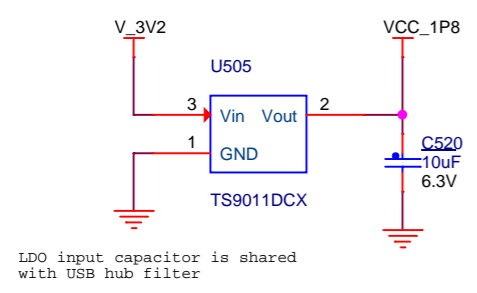 V_3V2
VCC_1P8
U505
3
Vin
Vout
2
1
GND
C520
10uF
6.3V
TS9011DCX
LDO input capacitor is shared
with USB hub filter